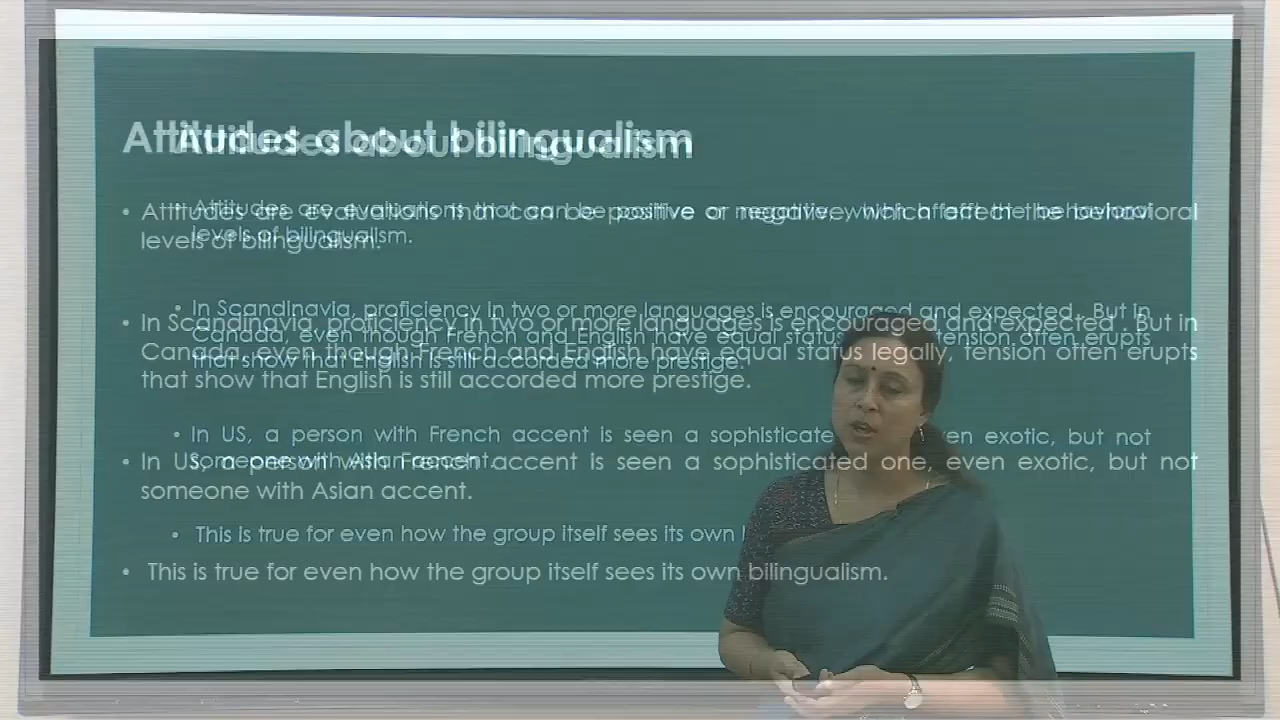 Attitudes about bilingualism
• Attitudes are evaluations that can be positive or negative, which affect the behavioral
levels of bilingualism.
• In Scandinavia, proficiency in two or more languages is encouraged and expected . But in
Canada, even though French and English have equal status legally, tension often erupts
that show that English is still accorded more prestige.
• In US, a person with French accent is seen a sophisticated one, even exotic, but not
someone with Asian accent.
• This is true for even how the group itself sees its own bilingualism.